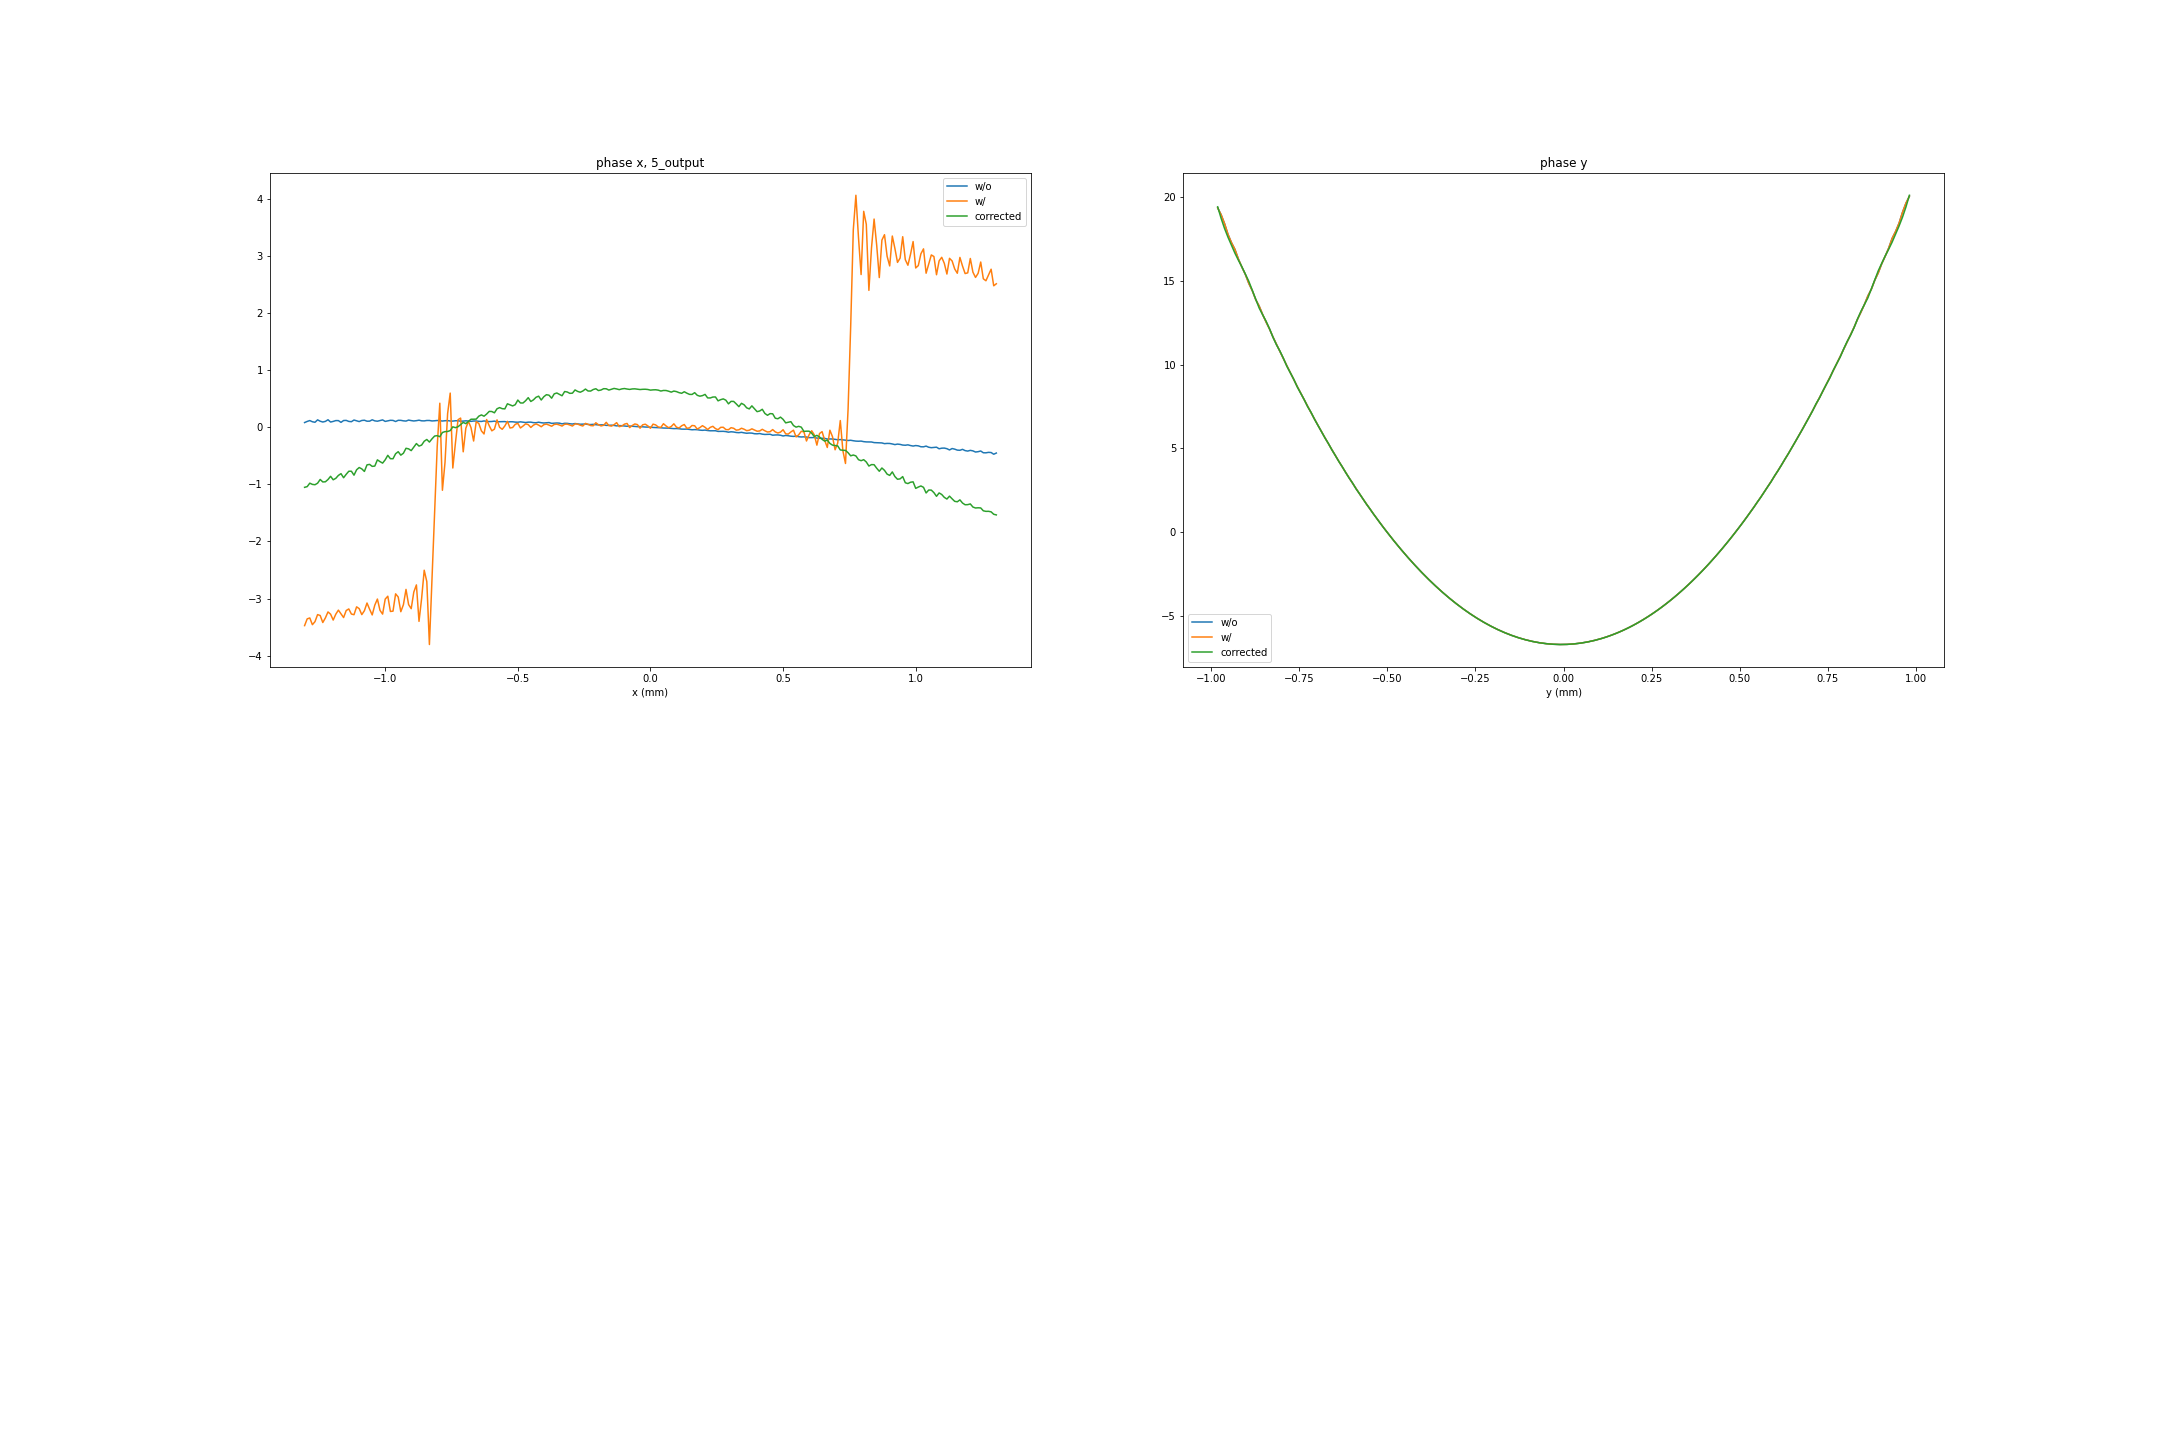 phase x, 5_output
w/o
w/
corrected
4
3
2
1
0
−1
−2
−3
−4
−1.0 −0.5 0.0 0.5 1.0
x (mm)
phase y
20
15
10
5
0
−5
w/o
w/
corrected
−1.00 −0.75 −0.50 −0.25 0.00 0.25 0.50 0.75 1.00
y (mm)